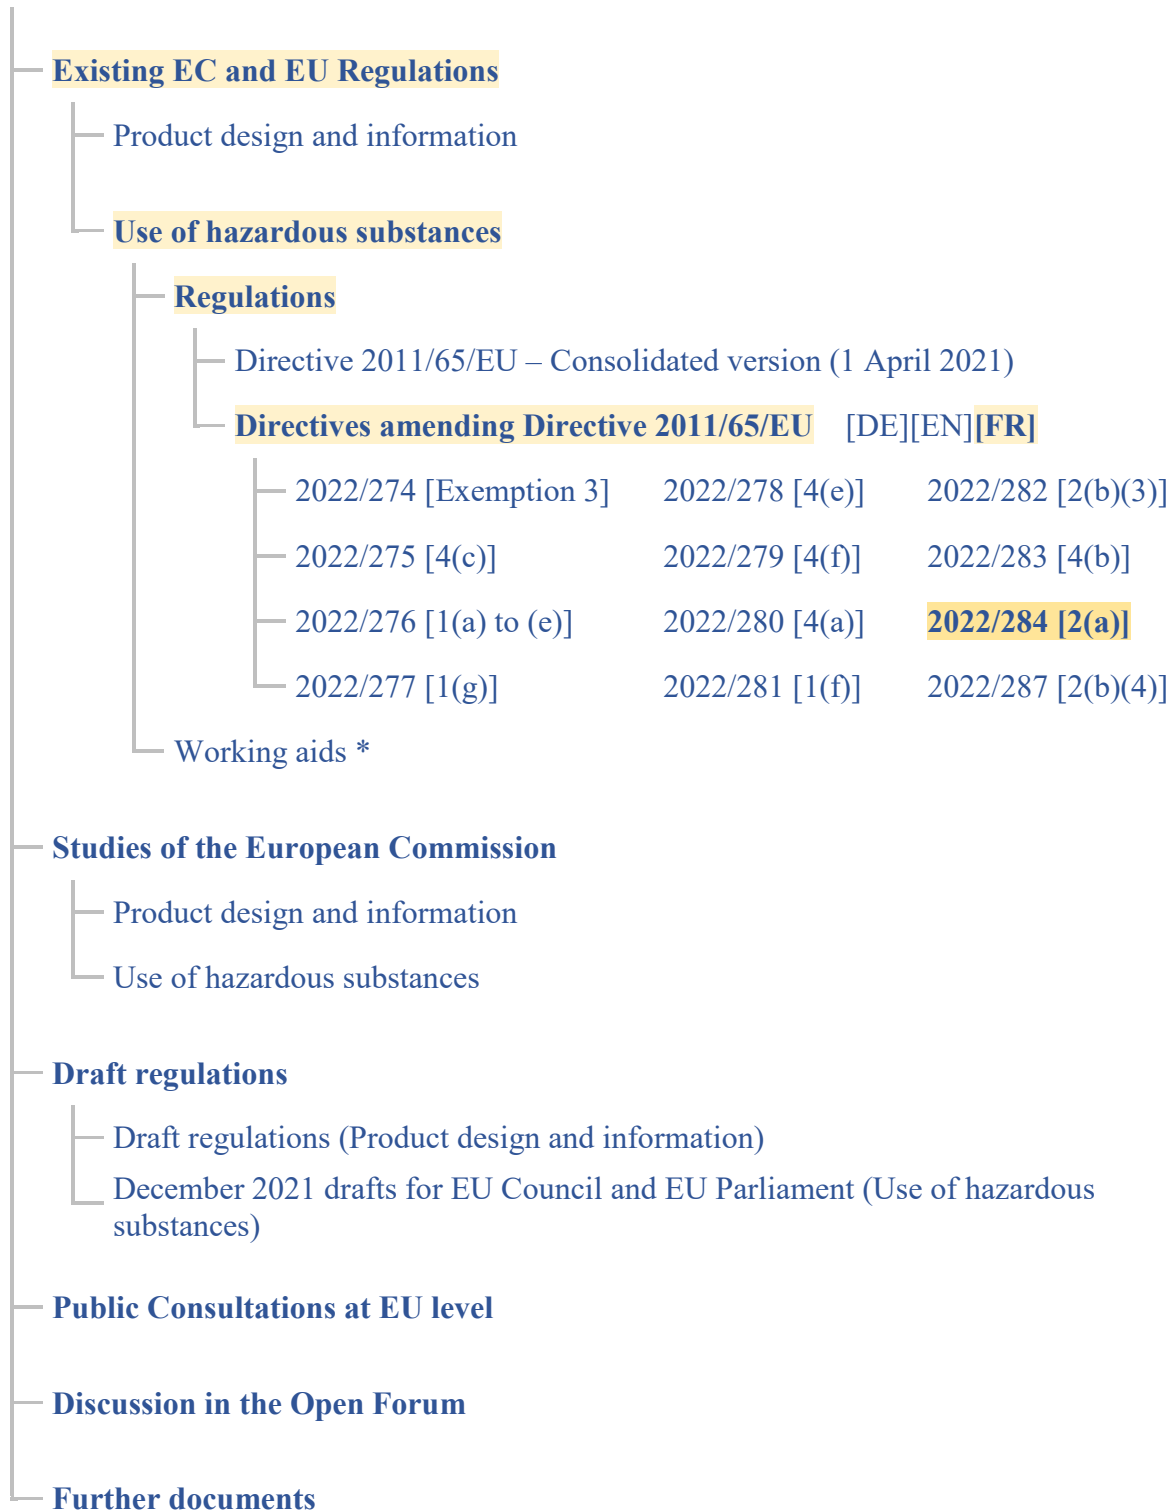 Existing EC and EU Regulations
Product design and information
Use of hazardous substances
Regulations
Directive 2011/65/EU – Consolidated version (1 April 2021)
Directives amending Directive 2011/65/EU [DE][EN][FR]
2022/274 [Exemption 3] 2022/278 [4(e)] 2022/282 [2(b)(3)]
2022/275 [4(c)] 2022/279 [4(f)] 2022/283 [4(b)]
2022/276 [1(a) to (e)] 2022/280 [4(a)] 2022/284 [2(a)]
2022/277 [1(g)] 2022/281 [1(f)] 2022/287 [2(b)(4)]
Working aids *
Studies of the European Commission
Product design and information
Use of hazardous substances
Draft regulations
Draft regulations (Product design and information)
December 2021 drafts for EU Council and EU Parliament (Use of hazardous
substances)
Public Consultations at EU level
Discussion in the Open Forum
Further documents